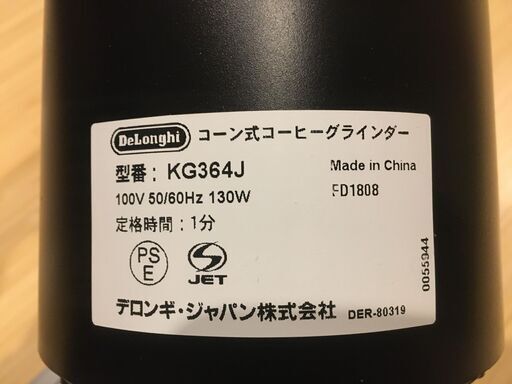 DeLonghi コーン式コーヒーグラインダー
型番: KG364J
Made in China
100V 50/60Hz 130W
FD1808
定格時間:1分
PS
E
S
JET
0055944
デロンギ・ジャパン株式会社 DER-80319